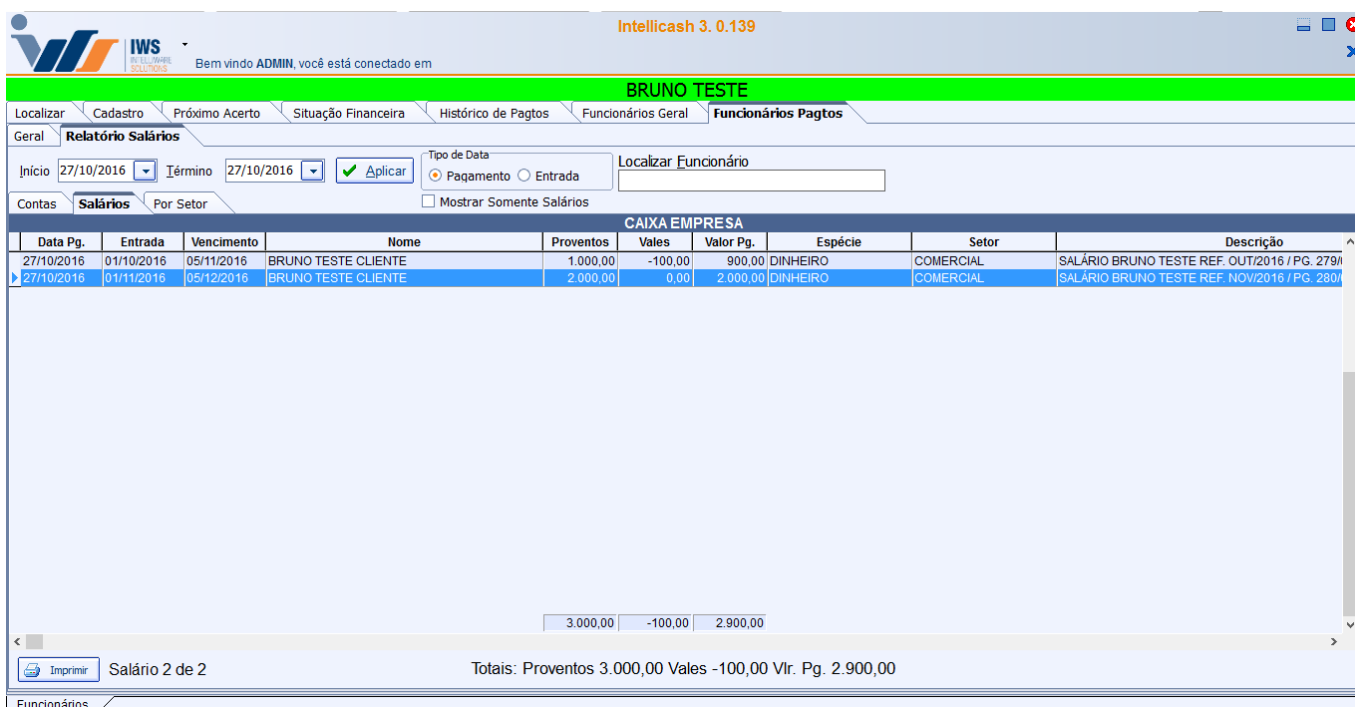 Intellicash 3. 0.139
IWS
INTELLIWARE
SOLUTIONS
Bem vindo ADMIN, você está conectado em
BRUNO TESTE
Localizar Cadastro Próximo Acerto Situação Financeira Histórico de Pagtos Funcionários Geral Funcionários Pagtos
Geral Relatório Salários
Início 27/10/2016 Término 27/10/2016 Aplicar Tipo de Data Pagamento Entrada Localizar Funcionário
Contas Salários Por Setor Mostrar Somente Salários
CAIXA EMPRESA
Data Pg. Entrada Vencimento Nome Proventos Vales Valor Pg. Espécie Setor Descrição
27/10/2016 01/10/2016 05/11/2016 BRUNO TESTE CLIENTE 1.000,00 -100,00 900,00 DINHEIRO COMERCIAL SALÁRIO BRUNO TESTE REF. OUT/2016 / PG. 279/
27/10/2016 01/11/2016 05/12/2016 BRUNO TESTE CLIENTE 2.000,00 0,00 2.000,00 DINHEIRO COMERCIAL SALÁRIO BRUNO TESTE REF. NOV/2016 / PG. 280/
3.000,00 -100,00 2.900,00
Imprimir Salário 2 de 2 Totais: Proventos 3.000,00 Vales -100,00 Vlr. Pg. 2.900,00
Funcionários